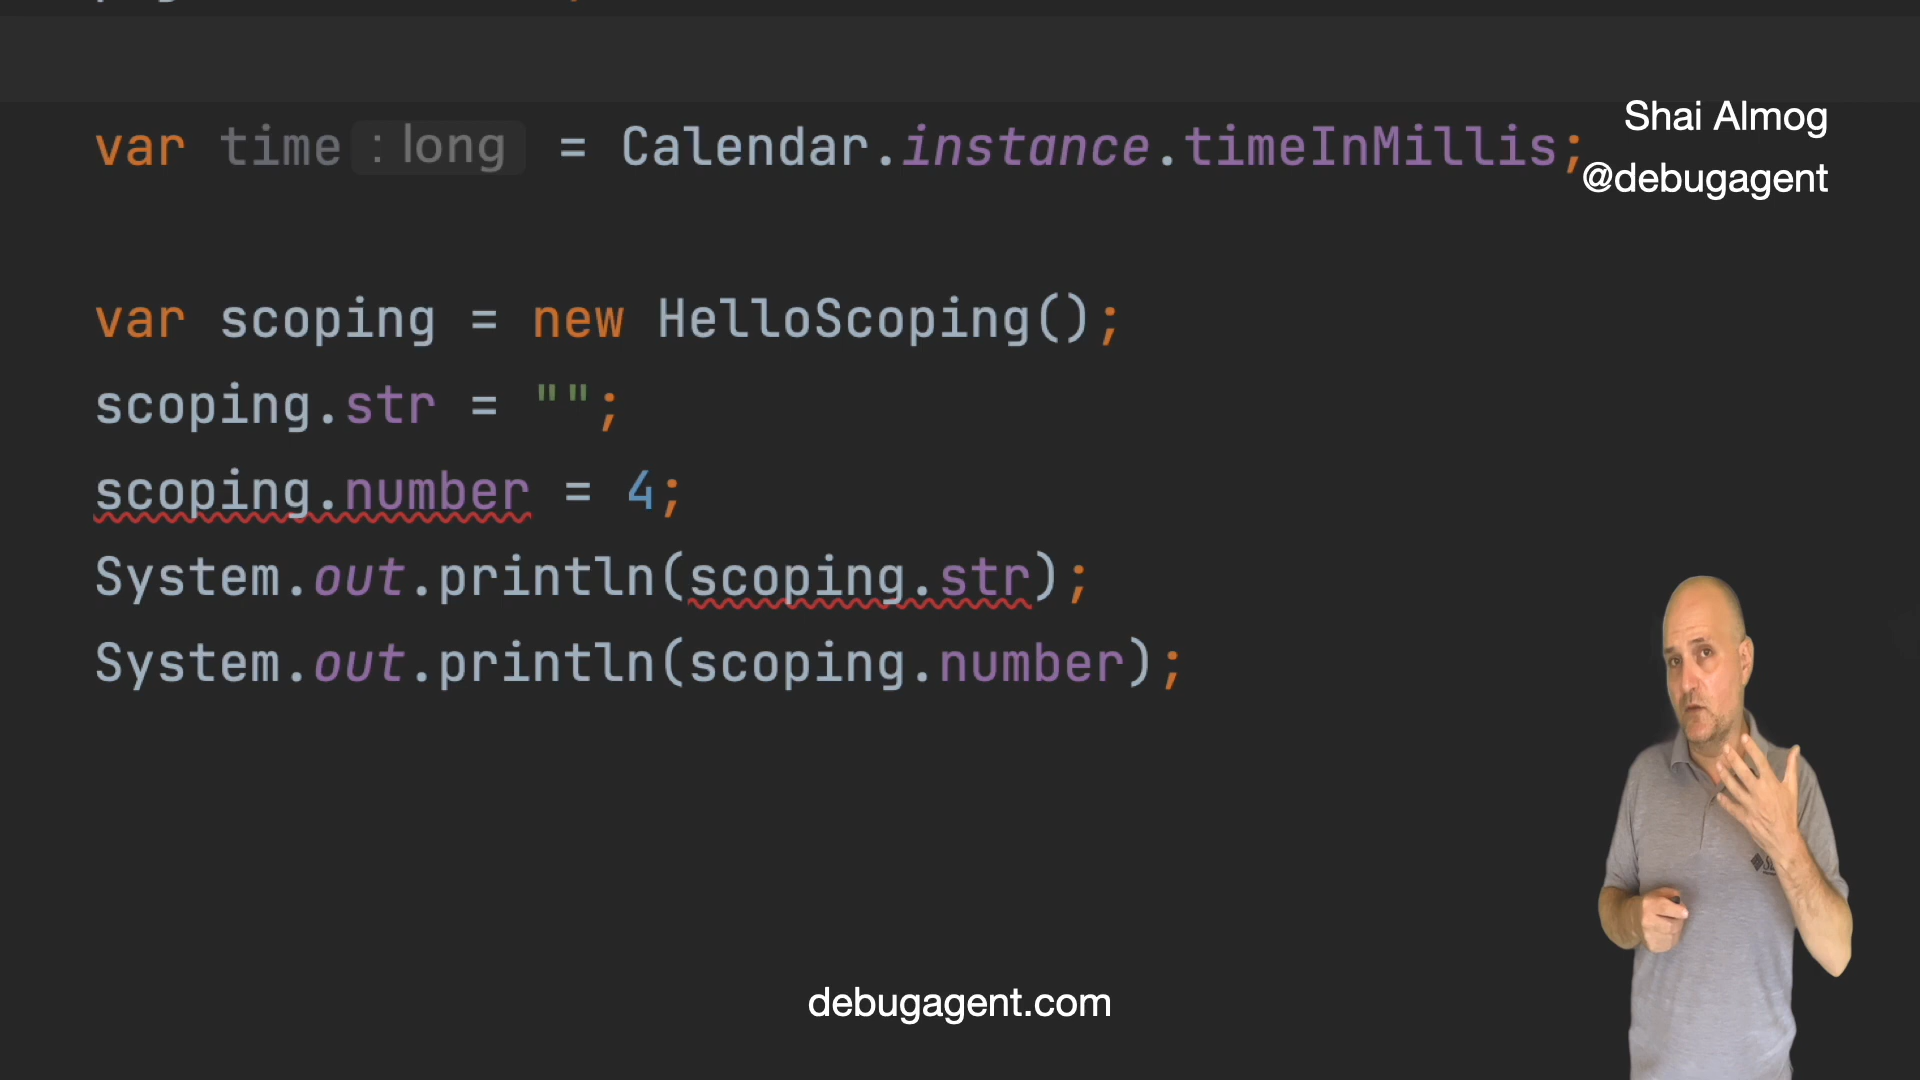 var time : long = Calendar.instance.timeInMillis;
Shai Almog
@debugagent
var scoping = new HelloScoping();
scoping.str = "";
scoping.number = 4;
System.out.println(scoping.str);
System.out.println(scoping.number);
debugagent.com